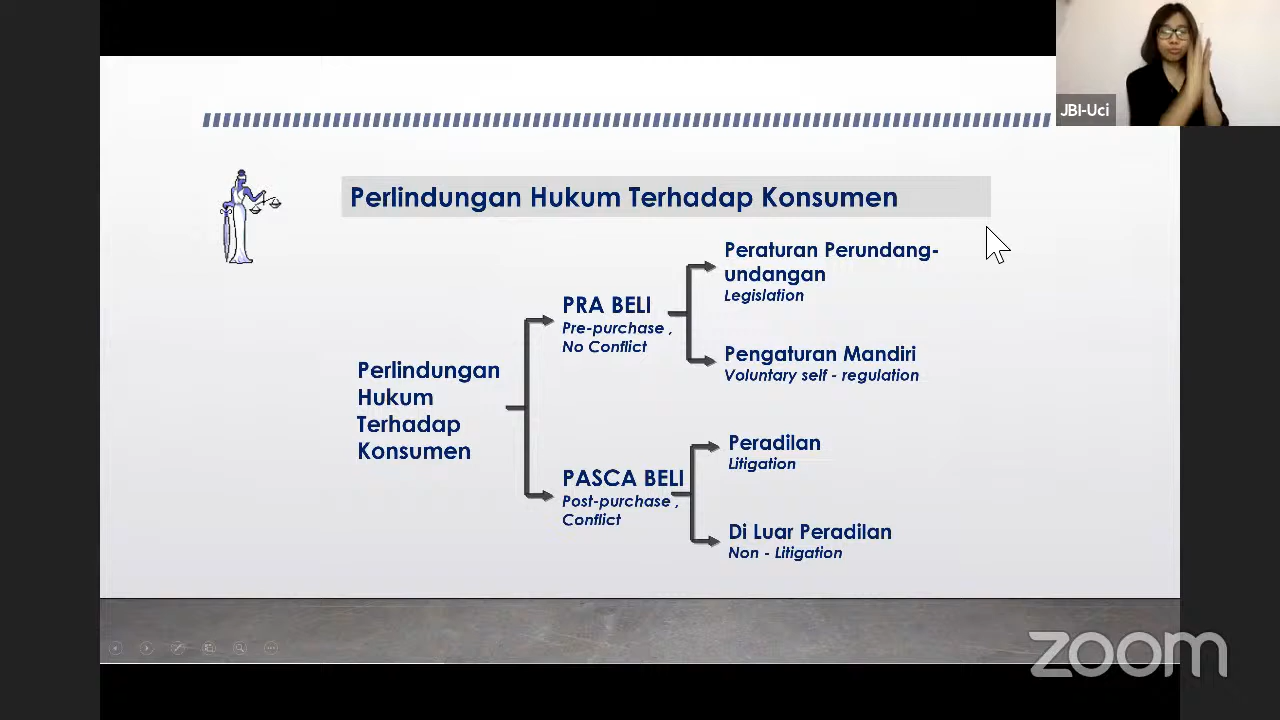 JBI-Uci
Perlindungan Hukum Terhadap Konsumen
Peraturan Perundang-
undangan
Legislation
PRA BELI
Pre-purchase ,
No Conflict
Pengaturan Mandiri
Voluntary self - regulation
Perlindungan
Hukum
Terhadap
Konsumen
Peradilan
Litigation
PASCA BELI
Post-purchase ,
Conflict
Di Luar Peradilan
Non - Litigation
zoom